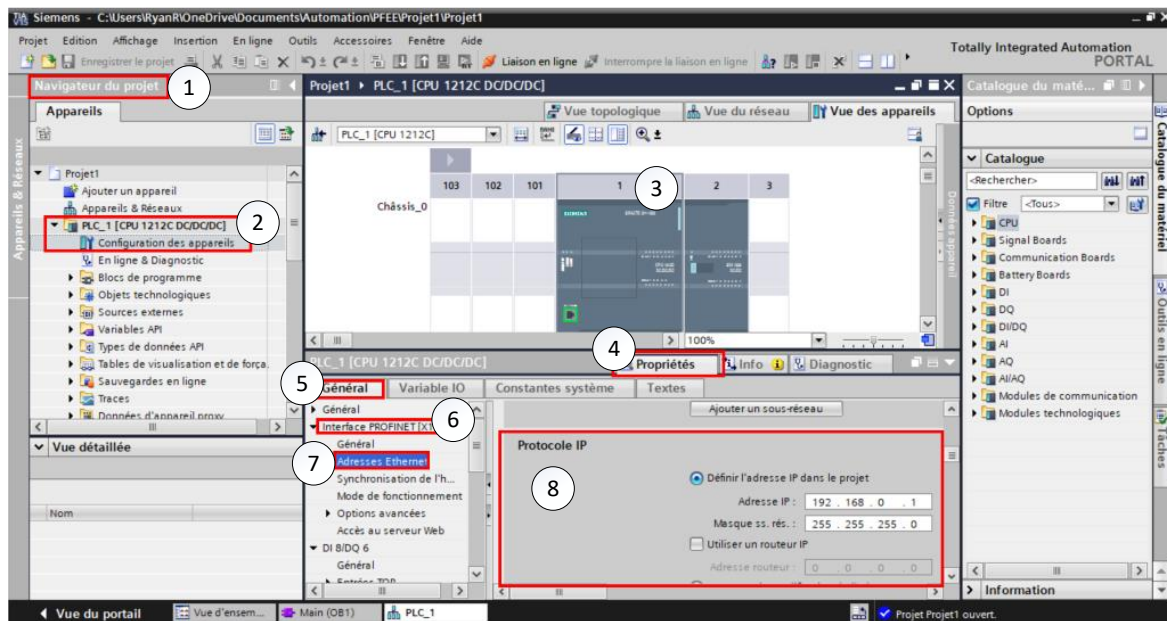 Siemens - C:\Users\RyanR\OneDrive\Documents\Automation\PFEE\Projet1\Projet1
Projet Edition Affichage Insertion En ligne Outils Accessoires Fenêtre Aide
Enregistrer le projet Liaison en ligne Interrompre la liaison en ligne
Totally Integrated Automation
PORTAL
Navigateur du projet 1
Appareils
Appareils & Réseaux
Projet1
Ajouter un appareil
Appareils & Réseaux
PLC_1 [CPU 1212C DC/DC/DC] 2
Configuration des appareils
En ligne & Diagnostic
Blocs de programme
Objets technologiques
Sources externes
Variables API
Types de données API
Tables de visualisation et de força.
Sauvegardes en ligne
Traces
Données d'appareil proxy
Vue détaillée
Nom
Projet1 PLC_1 [CPU 1212C DC/DC/DC]
Vue topologique Vue du réseau Vue des appareils
PLC_1 [CPU 1212C]
103 102 101 1 3 2 3
Châssis_0
SIEMENS
Données appareil
100%
PLC_1 [CPU 1212C DC/DC/DC] 4 Propriétés Info Diagnostic
5 Général Variable IO Constantes système Textes
Général
Interface PROFINET [X1 6
Général
7 Adresses Ethernet
Synchronisation de l'h...
Mode de fonctionnement
Options avancées
Accès au serveur Web
DI 8/DQ 6
Général
Entrées TOR
Ajouter un sous-réseau
Protocole IP
8
Définir l'adresse IP dans le projet
Adresse IP : 192 . 168 . 0 . 1
Masque ss. rés. : 255 . 255 . 255 . 0
Utiliser un routeur IP
Adresse routeur : 0 . 0 . 0 . 0
Catalogue du maté...
Options
Catalogue
<Rechercher>
Filtre <Tous>
CPU
Signal Boards
Communication Boards
Battery Boards
DI
DQ
DI/DQ
AI
AQ
AI/AQ
Modules de communication
Modules technologiques
Information
Catalogue du matériel
Outils en ligne
Tâches
Vue du portail Vue d'ensem... Main (OB1) PLC_1 Projet Projet1 ouvert.